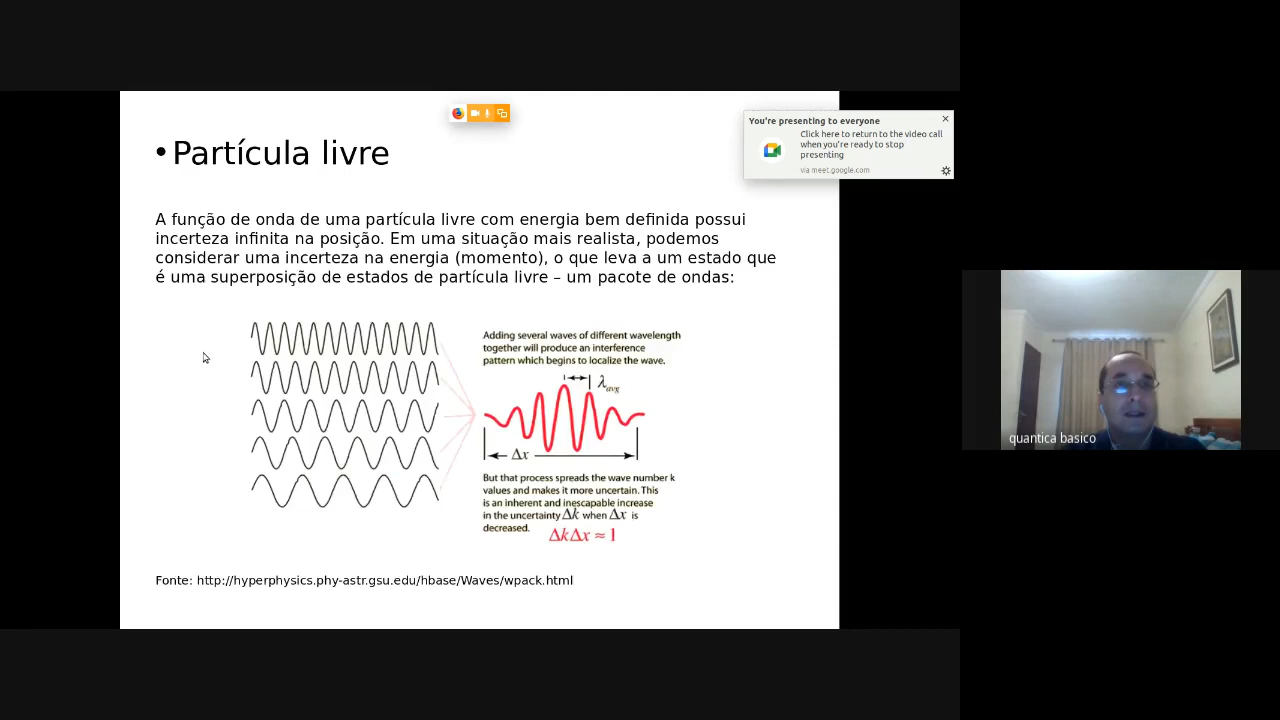 • Partícula livre
You're presenting to everyone
Click here to return to the video call
when you're ready to stop
presenting
via meet.google.com
A função de onda de uma partícula livre com energia bem definida possui
incerteza infinita na posição. Em uma situação mais realista, podemos
considerar uma incerteza na energia (momento), o que leva a um estado que
é uma superposição de estados de partícula livre – um pacote de ondas:
Adding several waves of different wavelength
together will produce an interference
pattern which begins to localize the wave.
λavg
Δx
But that process spreads the wave number k
values and makes it more uncertain. This
is an inherent and inescapable increase
in the uncertainty Δk when Δx is
decreased.
ΔkΔx ≈ 1
Fonte: http://hyperphysics.phy-astr.gsu.edu/hbase/Waves/wpack.html
quantica basico